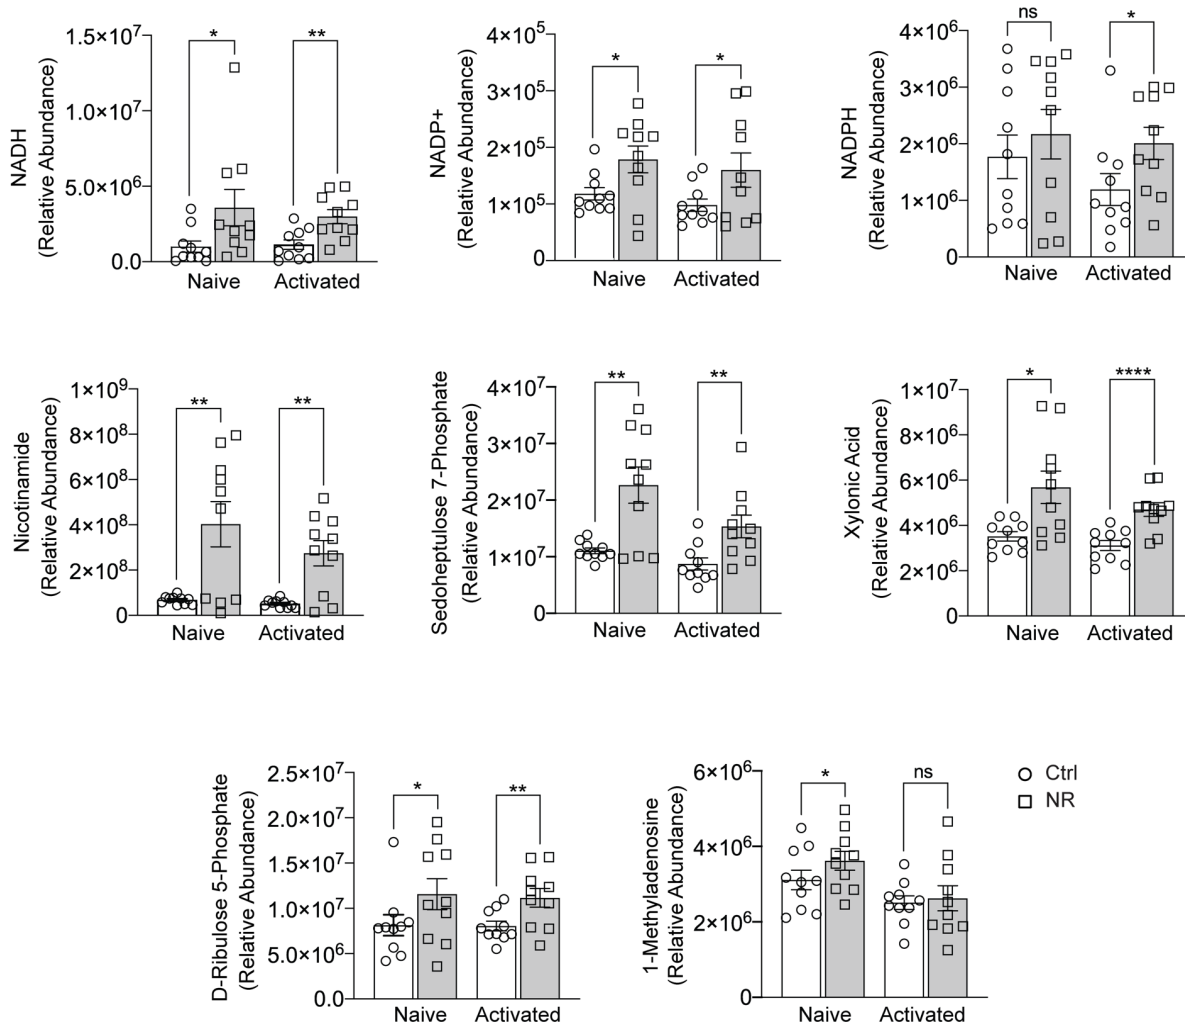 NADH
(Relative Abundance)
1.5×10⁷
1.0×10⁷
5.0×10⁶
0.0
*
**
Naive
Activated
NADP+
(Relative Abundance)
4×10⁵
3×10⁵
2×10⁵
1×10⁵
0
*
*
Naive
Activated
NADPH
(Relative Abundance)
4×10⁶
3×10⁶
2×10⁶
1×10⁶
0
ns
*
Naive
Activated
Nicotinamide
(Relative Abundance)
1×10⁹
8×10⁸
6×10⁸
4×10⁸
2×10⁸
0
**
**
Naive
Activated
Sedoheptulose 7-Phosphate
(Relative Abundance)
4×10⁷
3×10⁷
2×10⁷
1×10⁷
0
**
**
Naive
Activated
Xylonic Acid
(Relative Abundance)
1×10⁷
8×10⁶
6×10⁶
4×10⁶
2×10⁶
0
*
****
Naive
Activated
D-Ribulose 5-Phosphate
(Relative Abundance)
2.5×10⁷
2.0×10⁷
1.5×10⁷
1.0×10⁷
5.0×10⁶
0.0
*
**
Naive
Activated
1-Methyladenosine
(Relative Abundance)
6×10⁶
4×10⁶
2×10⁶
0
*
ns
Naive
Activated
Ctrl
NR